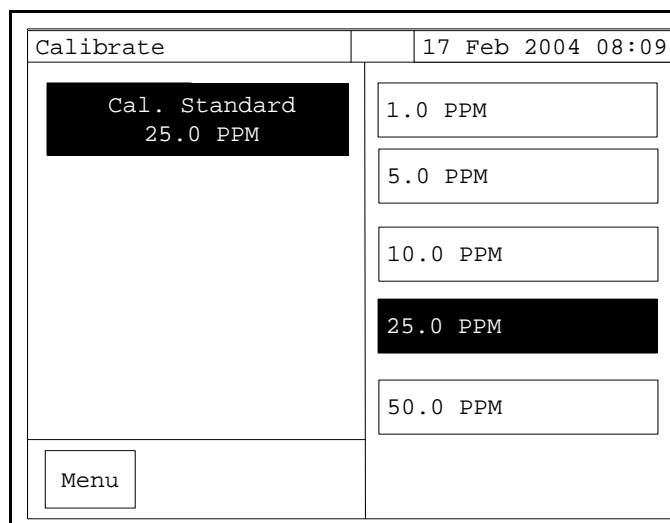 Calibrate
17 Feb 2004 08:09
Cal. Standard
25.0 PPM
1.0 PPM
5.0 PPM
10.0 PPM
25.0 PPM
50.0 PPM
Menu